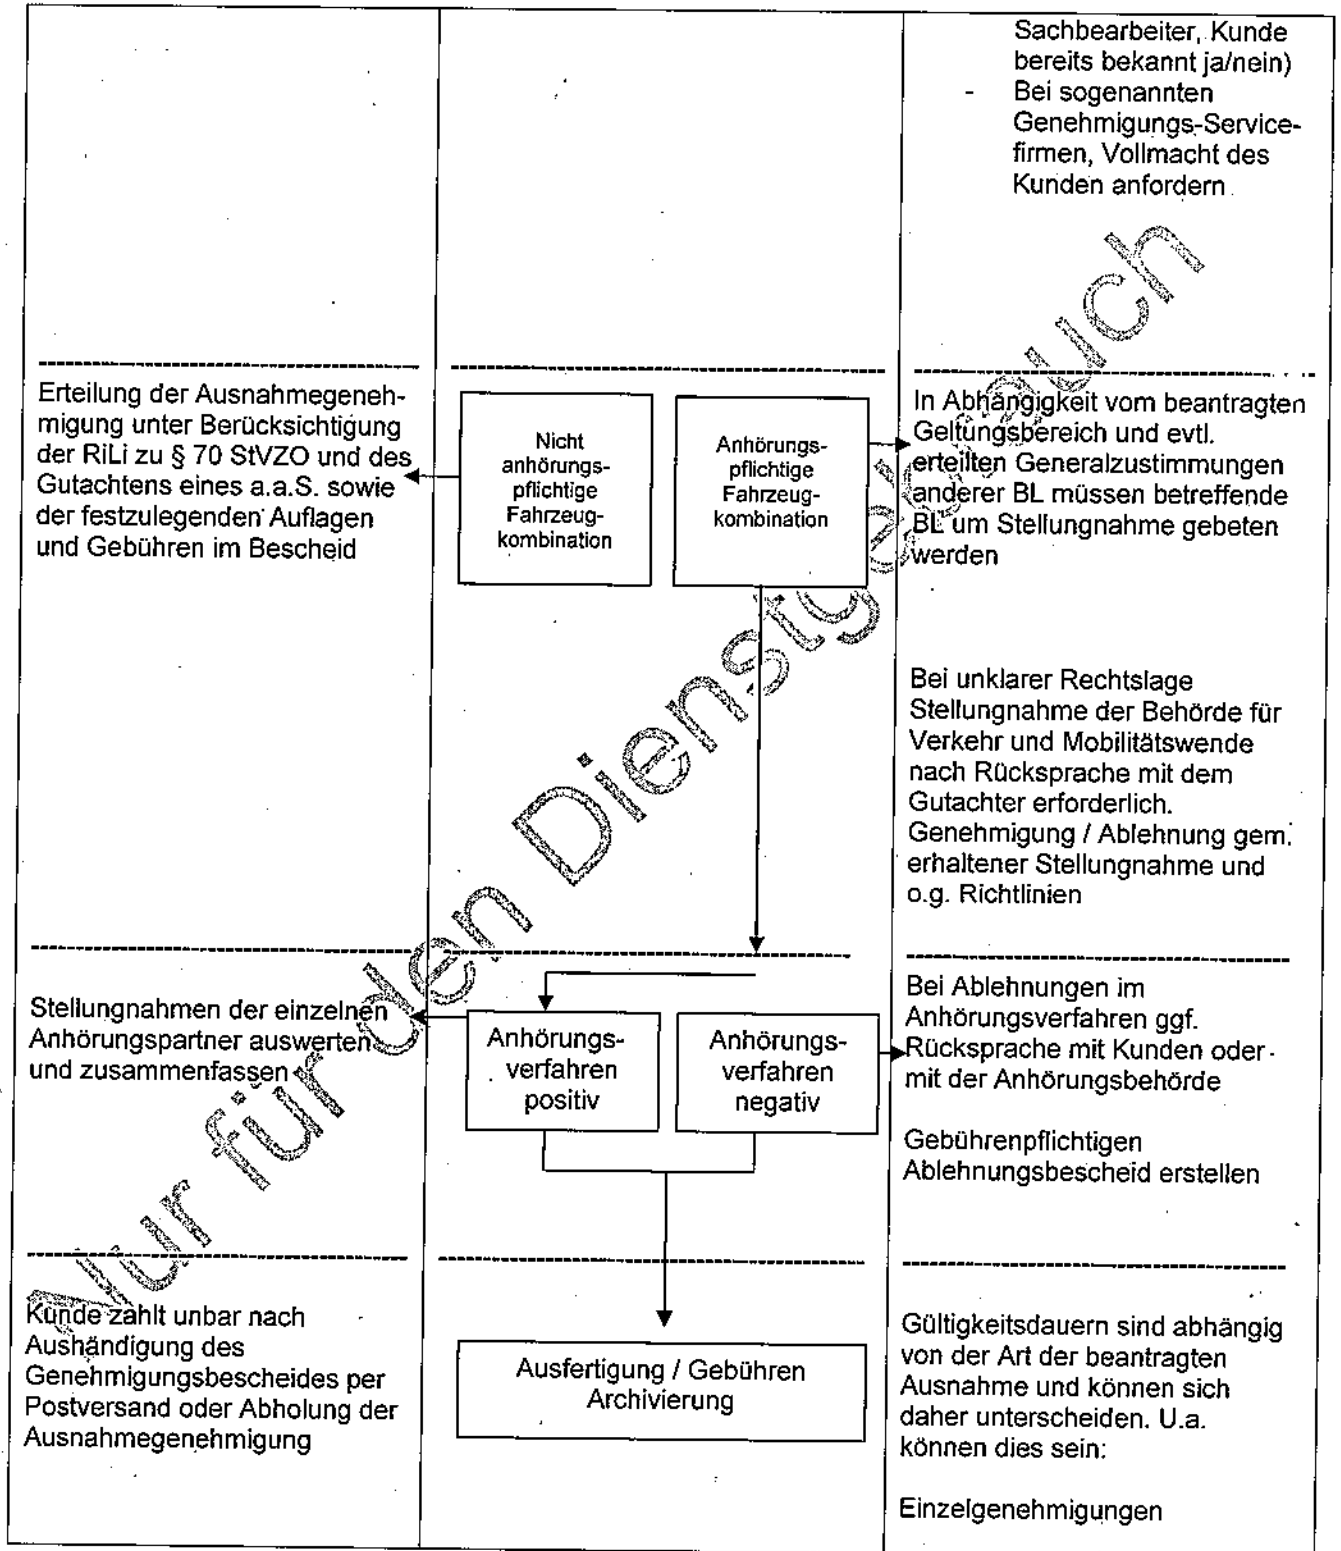 Sachbearbeiter, Kunde
bereits bekannt ja/nein)
- Bei sogenannten
Genehmigungs-Service-
firmen, Vollmacht des
Kunden anfordern
Erteilung der Ausnahmegeneh-
migung unter Berücksichtigung
der RiLi zu § 70 StVZO und des
Gutachtens eines a.a.S. sowie
der festzulegenden Auflagen
und Gebühren im Bescheid
Nicht
anhörungs-
pflichtige
Fahrzeug-
kombination
Anhörungs-
pflichtige
Fahrzeug-
kombination
In Abhängigkeit vom beantragten
Geltungsbereich und evtl.
erteilten Generalzustimmungen
anderer BL müssen betreffende
BL um Stellungnahme gebeten
werden
Bei unklarer Rechtslage
Stellungnahme der Behörde für
Verkehr und Mobilitätswende
nach Rücksprache mit dem
Gutachter erforderlich.
Genehmigung / Ablehnung gem.
erhaltener Stellungnahme und
o.g. Richtlinien
Stellungnahmen der einzelnen
Anhörungspartner auswerten
und zusammenfassen
Anhörungs-
verfahren
positiv
Anhörungs-
verfahren
negativ
Bei Ablehnungen im
Anhörungsverfahren ggf.
Rücksprache mit Kunden oder
mit der Anhörungsbehörde
Gebührenpflichtigen
Ablehnungsbescheid erstellen
Kunde zahlt unbar nach
Aushändigung des
Genehmigungsbescheides per
Postversand oder Abholung der
Ausnahmegenehmigung
Ausfertigung / Gebühren
Archivierung
Gültigkeitsdauern sind abhängig
von der Art der beantragten
Ausnahme und können sich
daher unterscheiden. U.a.
können dies sein:
Einzelgenehmigungen
Nur für den Dienstgebrauch